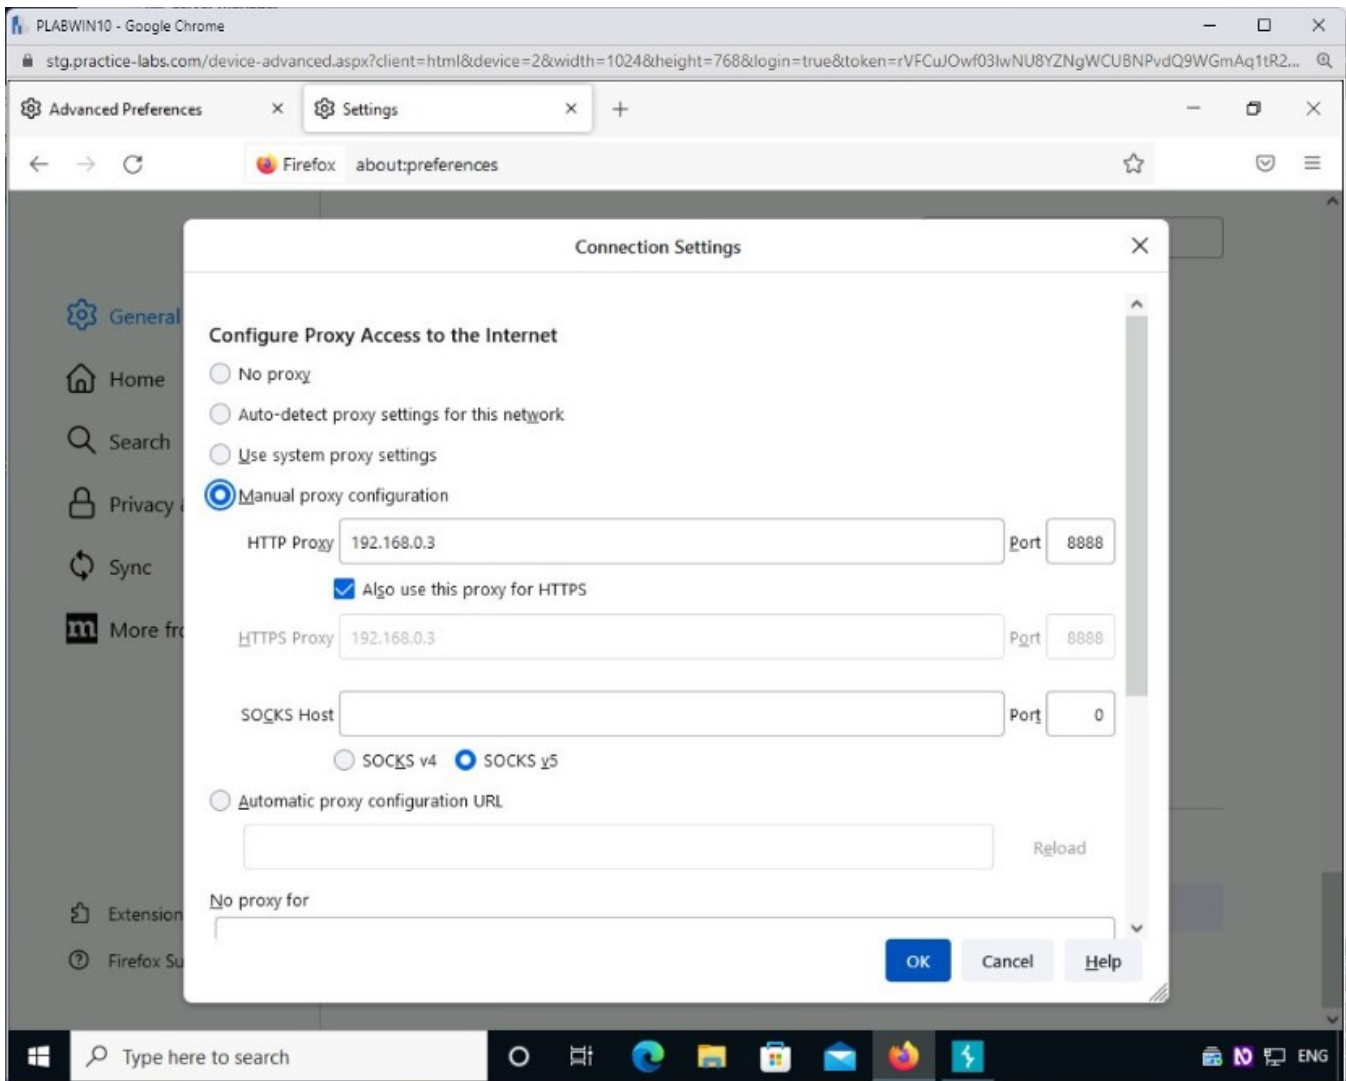 PLABWIN10 - Google Chrome
stg.practice-labs.com/device-advanced.aspx?client=html&device=2&width=1024&height=768&login=true&token=rVFCuJOwf03IwNU8YZNgWCUBNPvdQ9WGmAq1tR2...
Advanced Preferences
Settings
Firefox about:preferences
Connection Settings
General
Configure Proxy Access to the Internet
No proxy
Home
Auto-detect proxy settings for this network
Search
Use system proxy settings
Privacy
Manual proxy configuration
HTTP Proxy 192.168.0.3 Port 8888
Sync
Also use this proxy for HTTPS
More fro
HTTPS Proxy 192.168.0.3 Port 8888
SOCKS Host Port 0
SOCKS v4 SOCKS v5
Automatic proxy configuration URL
Reload
No proxy for
Extension
Firefox Su
OK Cancel Help
Type here to search
ENG